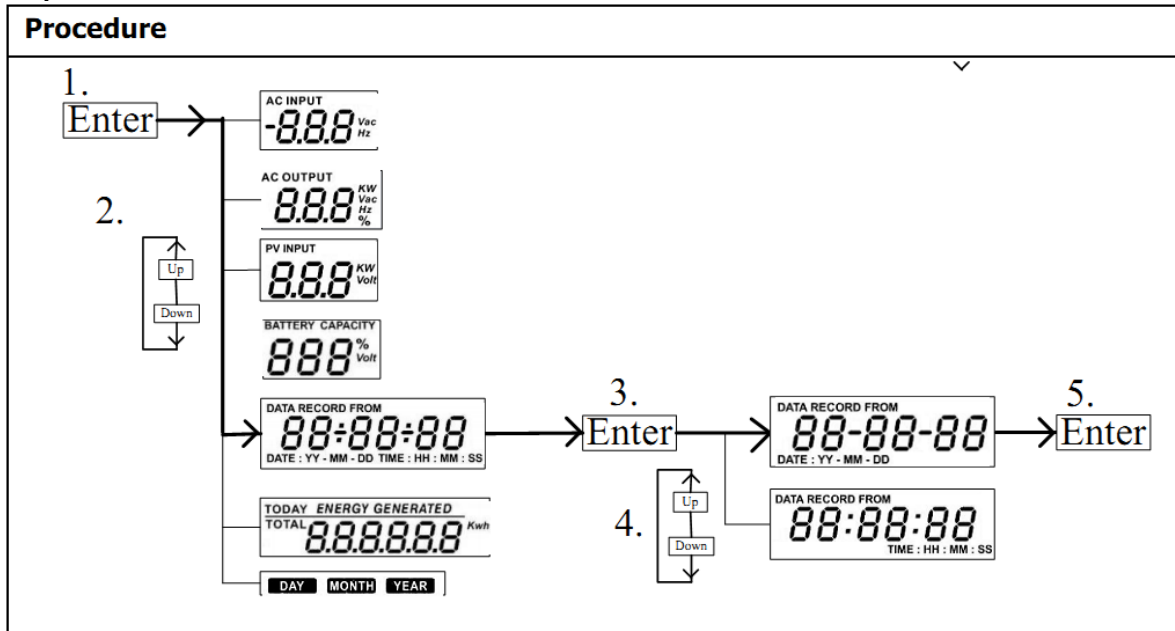 Procedure
1.
Enter
AC INPUT
-8.8.8 Vac
Hz
2.
Up
Down
AC OUTPUT
8.8.8 KW
Vac
Hz
%
PV INPUT
8.8.8 KW
Volt
BATTERY CAPACITY
888 %
Volt
DATA RECORD FROM
88:88:88
DATE : YY - MM - DD TIME : HH : MM : SS
TODAY ENERGY GENERATED
TOTAL 8.8.8.8.8.8 Kwh
DAY MONTH YEAR
3.
Enter
4.
Up
Down
DATA RECORD FROM
88-88-88
DATE : YY - MM - DD
DATA RECORD FROM
88:88:88
TIME : HH : MM : SS
5.
Enter